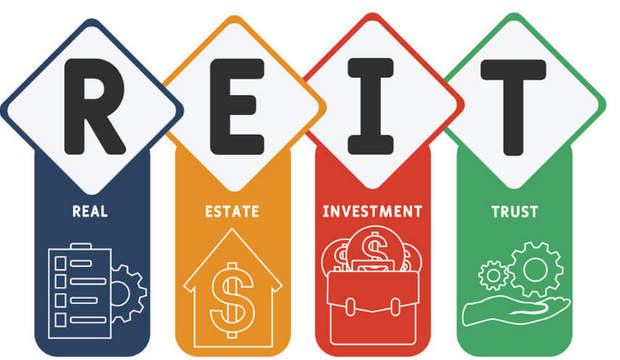 R E I T
REAL ESTATE INVESTMENT TRUST
$ $ $ $